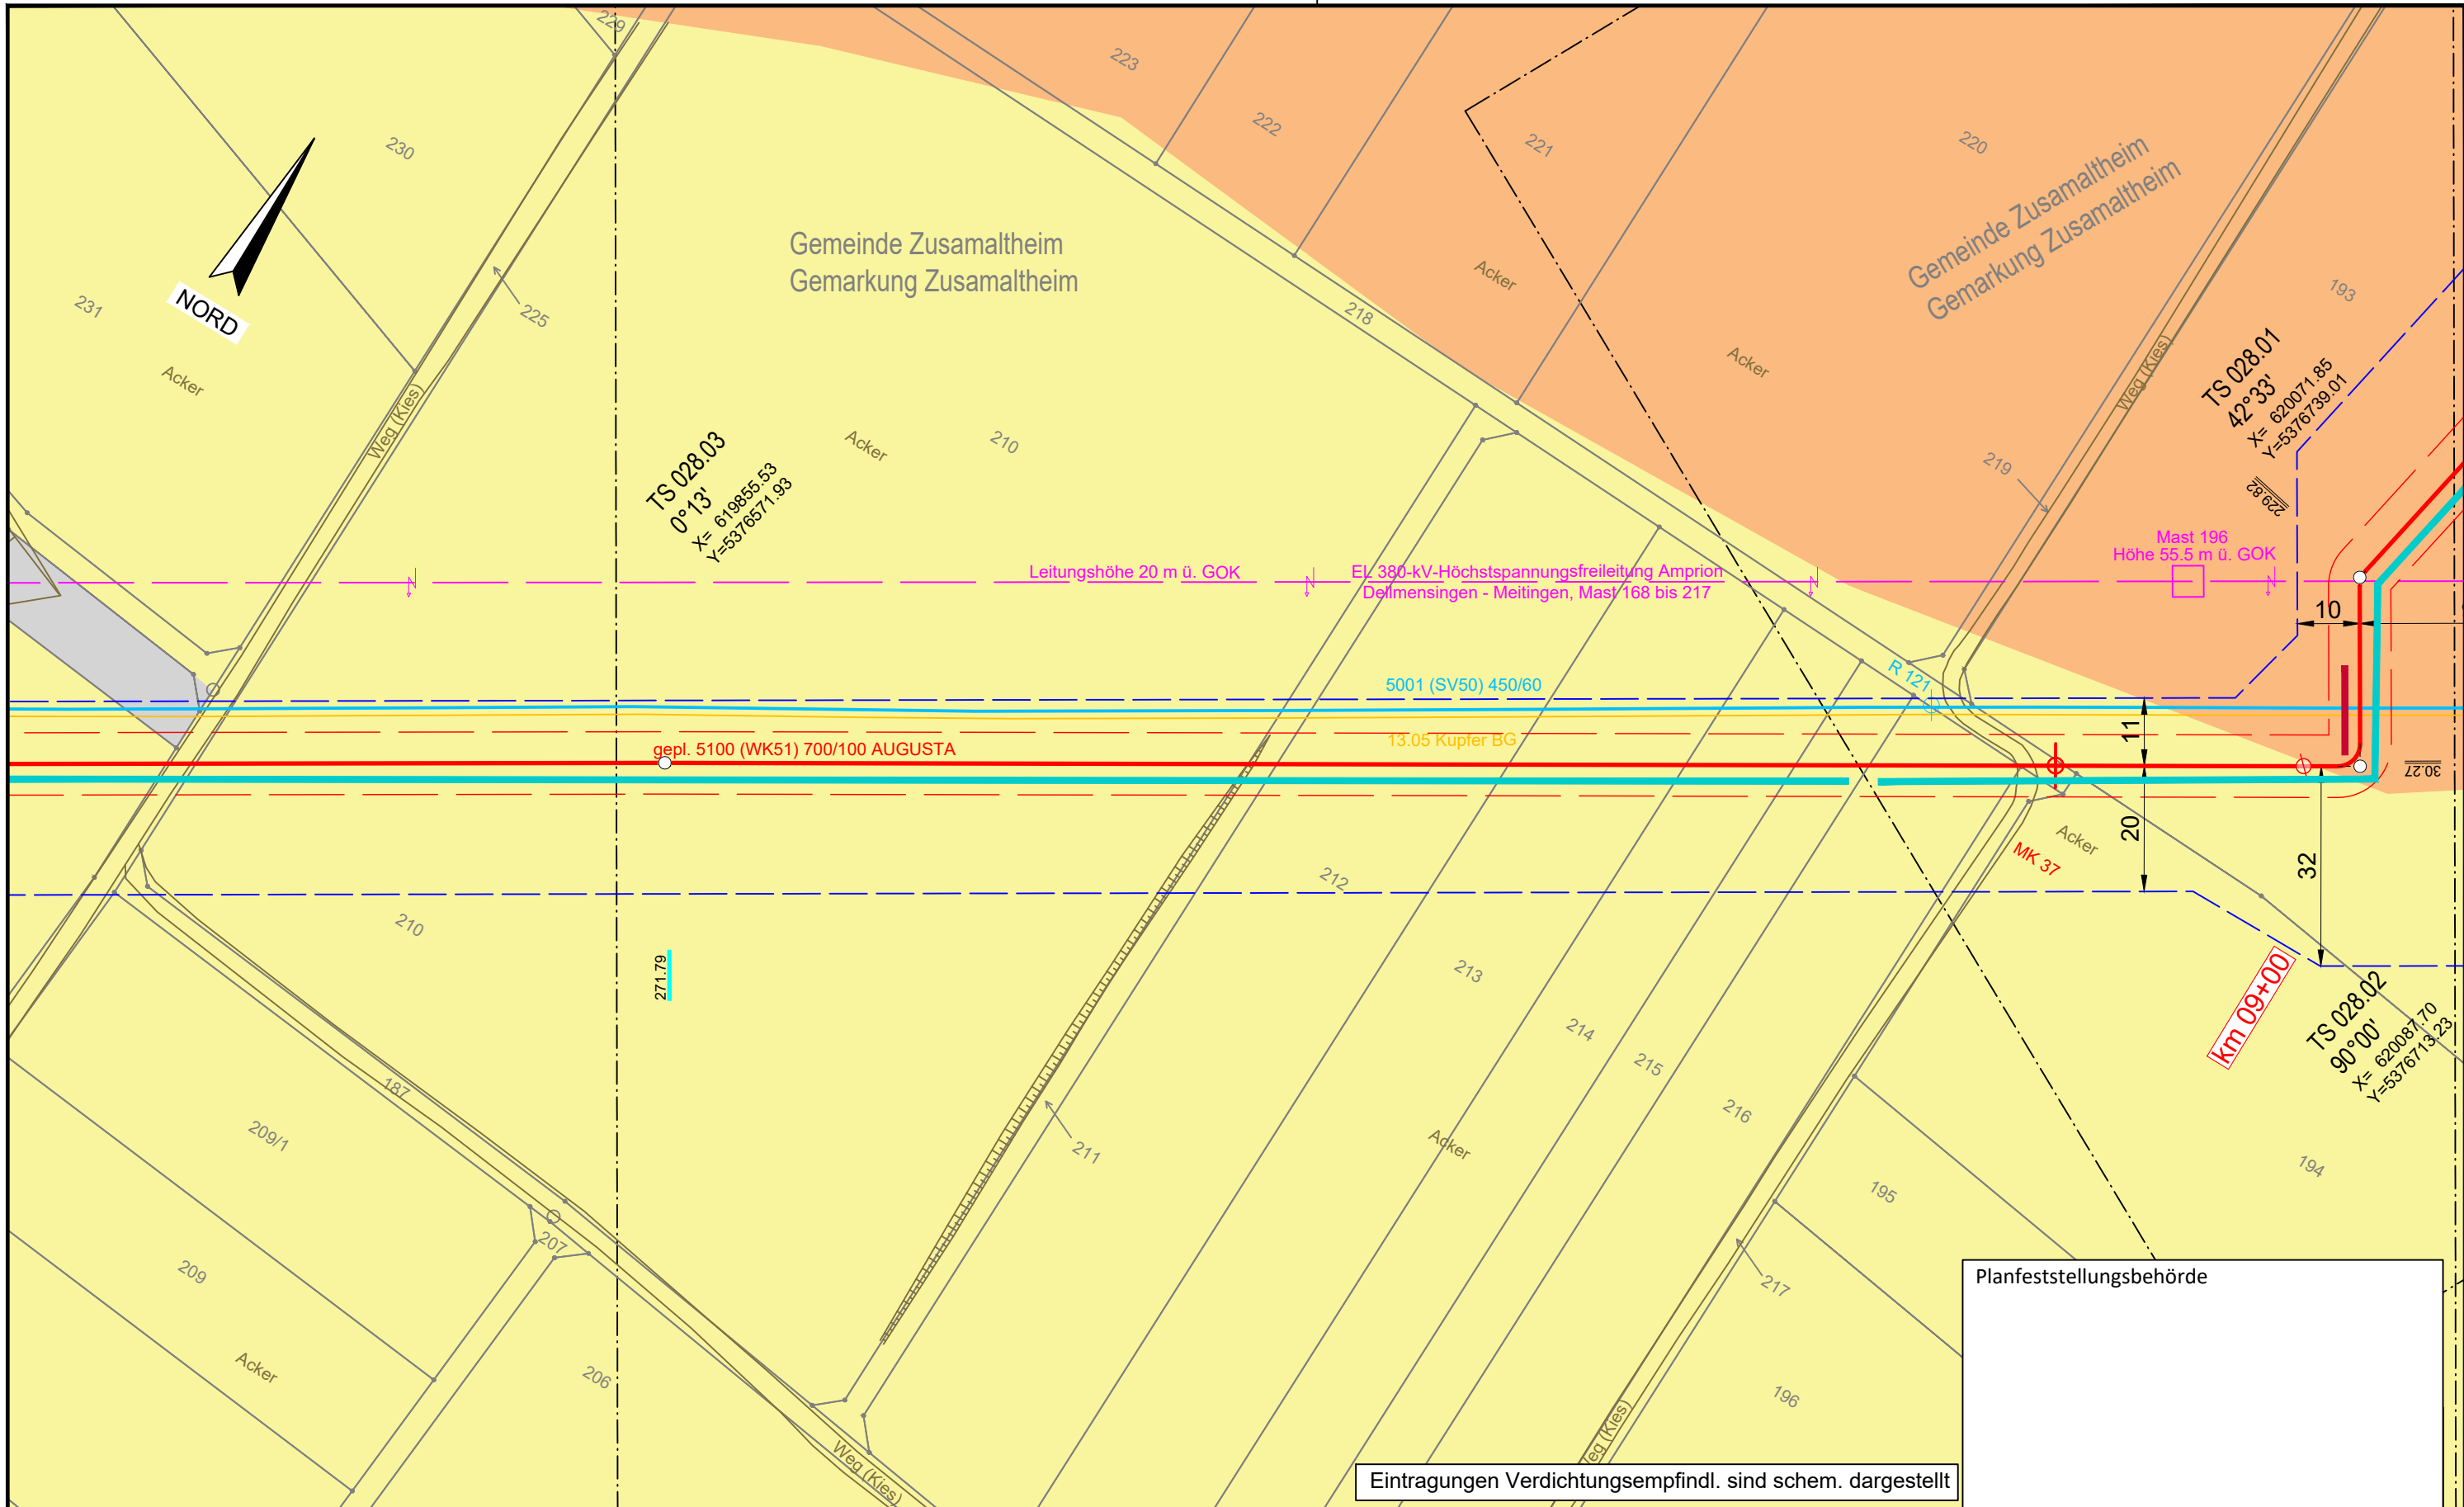 229
223
222
221
220
230
Gemeinde Zusamaltheim
Gemarkung Zusamaltheim
Gemeinde Zusamaltheim
Gemarkung Zusamaltheim
231
NORD
225
218
Acker
193
Acker
Acker
Weg (Kies)
Weg (Kies)
TS 028.01
42°33'
X= 620071.85
Y=5376739.01
229.82
Acker
210
219
TS 028.03
0°13'
X= 619855.53
Y=5376571.93
Mast 196
Höhe 55.5 m ü. GOK
Leitungshöhe 20 m ü. GOK
EL 380-kV-Höchstspannungsfreileitung Amprion
Dellmensingen - Meitingen, Mast 168 bis 217
10
R 121
5001 (SV50) 450/60
11
gepl. 5100 (WK51) 700/100 AUGUSTA
13.05 Kupfer BG
30.27
20
Acker
MK 37
32
212
210
271.79
213
km 09+00
TS 028.02
90°00'
X= 620087.70
Y=5376713.23
214
215
187
216
209/1
211
Acker
194
195
207
209
217
Planfeststellungsbehörde
Acker
206
196
Weg (Kies)
Weg (Kies)
Eintragungen Verdichtungsempfindl. sind schem. dargestellt